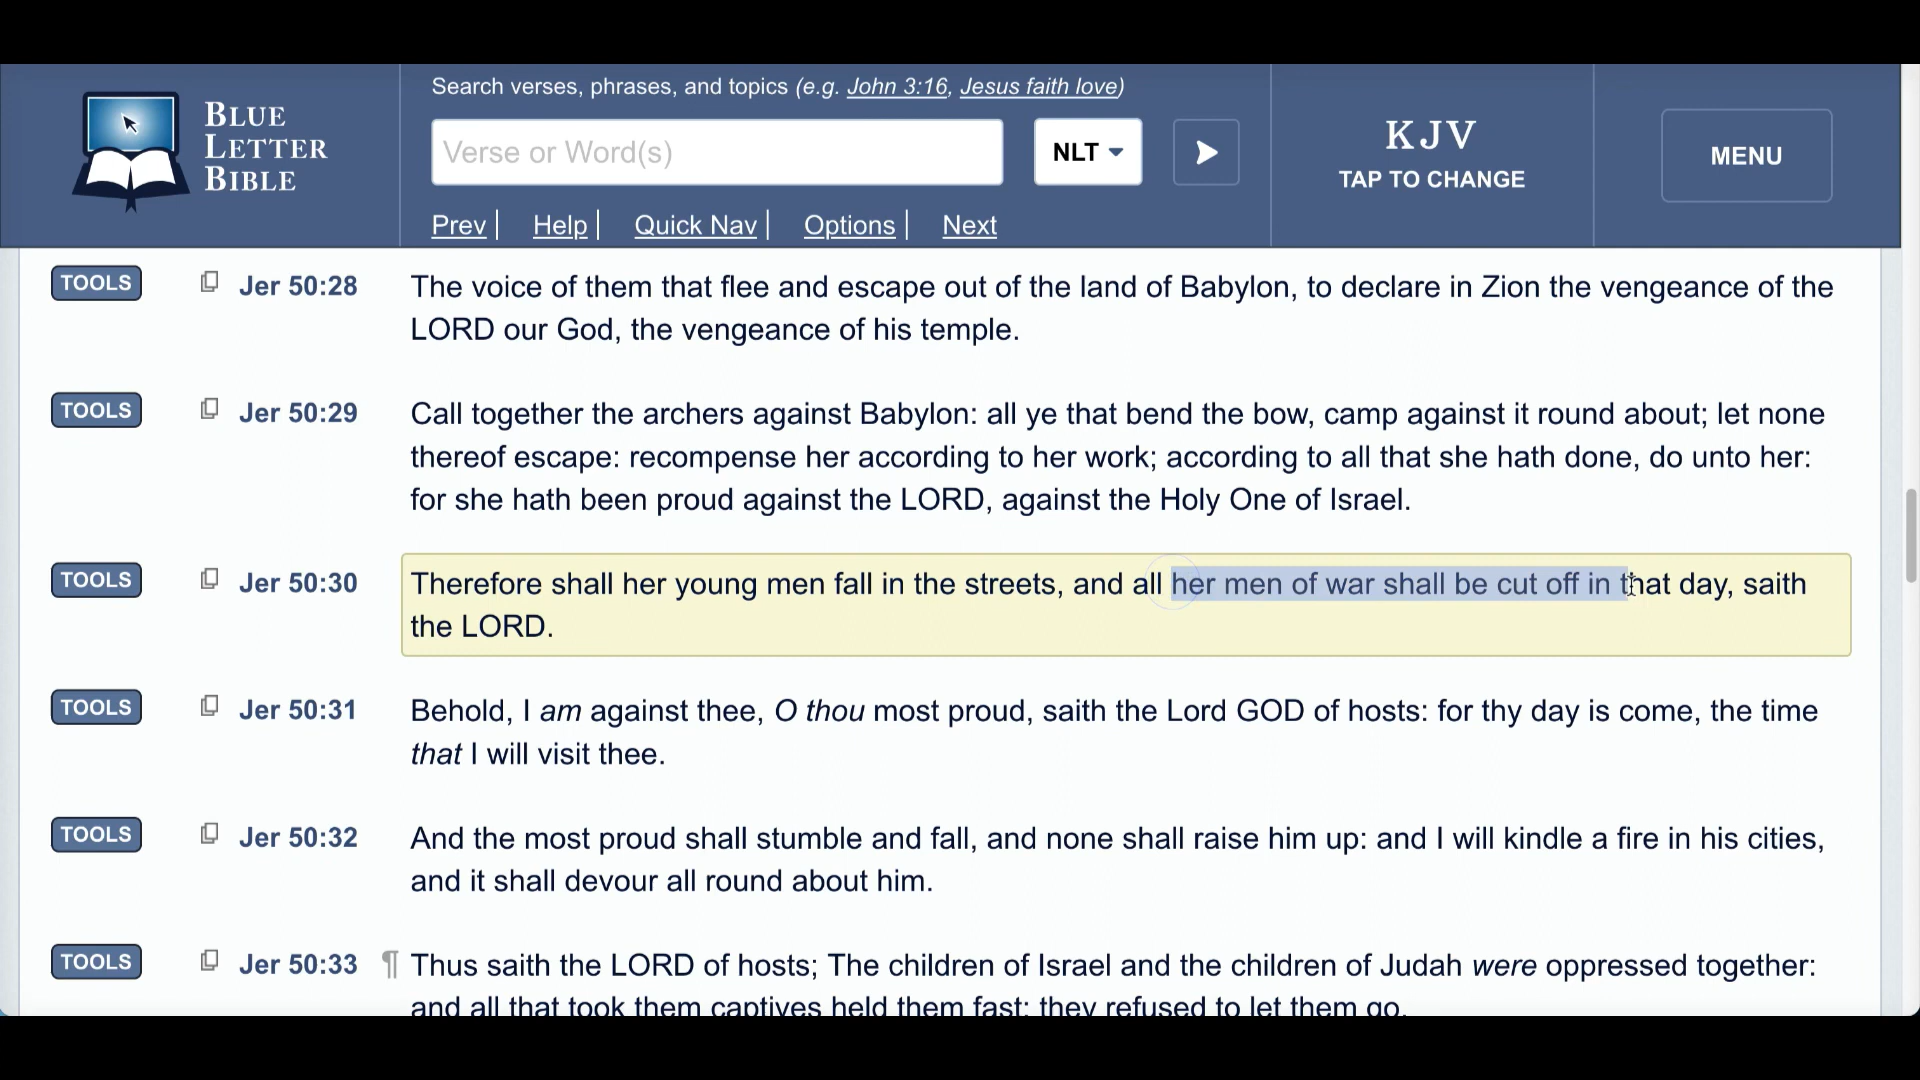 BLUE
LETTER
BIBLE
Search verses, phrases, and topics (e.g. John 3:16, Jesus faith love)
Verse or Word(s)
NLT
KJV
TAP TO CHANGE
MENU
Prev
Help
Quick Nav
Options
Next
TOOLS Jer 50:28 The voice of them that flee and escape out of the land of Babylon, to declare in Zion the vengeance of the
LORD our God, the vengeance of his temple.
TOOLS Jer 50:29 Call together the archers against Babylon: all ye that bend the bow, camp against it round about; let none
thereof escape: recompense her according to her work; according to all that she hath done, do unto her:
for she hath been proud against the LORD, against the Holy One of Israel.
TOOLS Jer 50:30 Therefore shall her young men fall in the streets, and all her men of war shall be cut off in that day, saith
the LORD.
TOOLS Jer 50:31 Behold, I am against thee, O thou most proud, saith the Lord GOD of hosts: for thy day is come, the time
that I will visit thee.
TOOLS Jer 50:32 And the most proud shall stumble and fall, and none shall raise him up: and I will kindle a fire in his cities,
and it shall devour all round about him.
TOOLS Jer 50:33 ¶ Thus saith the LORD of hosts; The children of Israel and the children of Judah were oppressed together:
and all that took them captives held them fast; they refused to let them go.